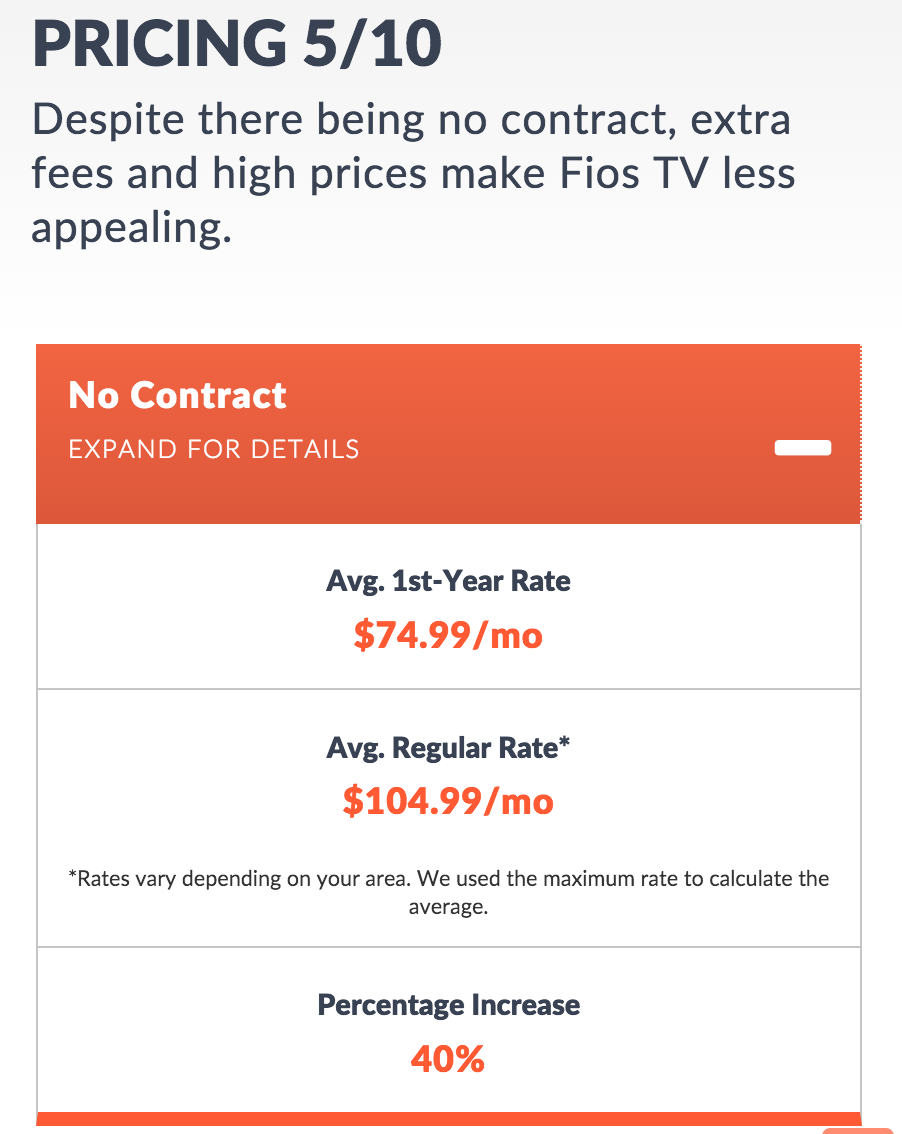 PRICING 5/10
Despite there being no contract, extra
fees and high prices make Fios TV less
appealing.
No Contract
EXPAND FOR DETAILS
Avg. 1st-Year Rate
$74.99/mo
Avg. Regular Rate*
$104.99/mo
*Rates vary depending on your area. We used the maximum rate to calculate the
average.
Percentage Increase
40%